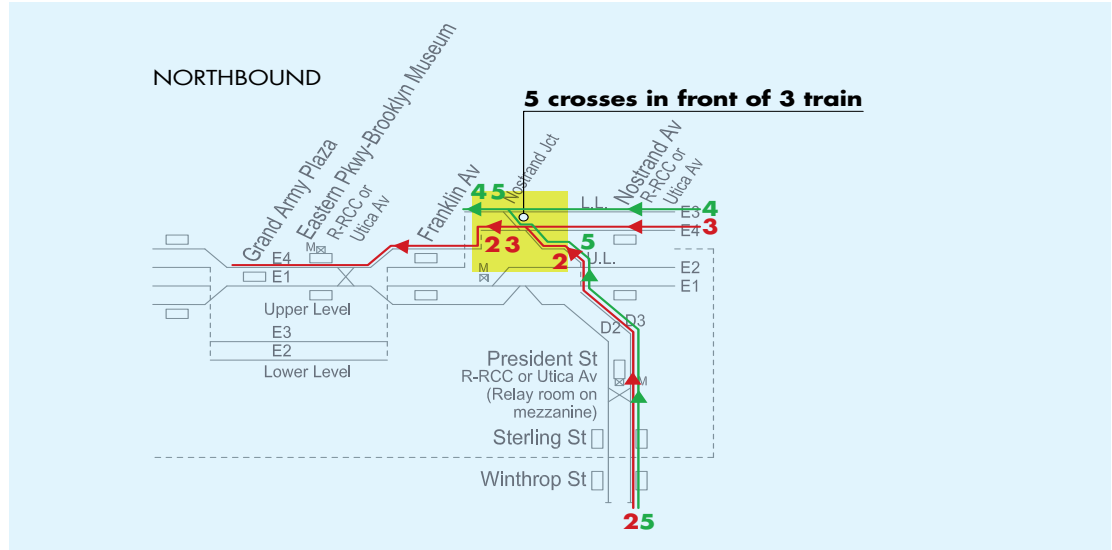 NORTHBOUND
5 crosses in front of 3 train
Grand Army Plaza
Eastern Pkwy-Brooklyn Museum
R-RCC or
Utica Av
Franklin Av
Nostrand Jct
Nostrand Av
R-RCC or
Utica Av
4 5
L.L.
E3
4
E4
3
2 3
5
2
U.L.
M
E4
E1
M
E2
E1
Upper Level
E3
E2
Lower Level
D2
D3
President St
R-RCC or Utica Av
M
(Relay room on
mezzanine)
Sterling St
Winthrop St
25